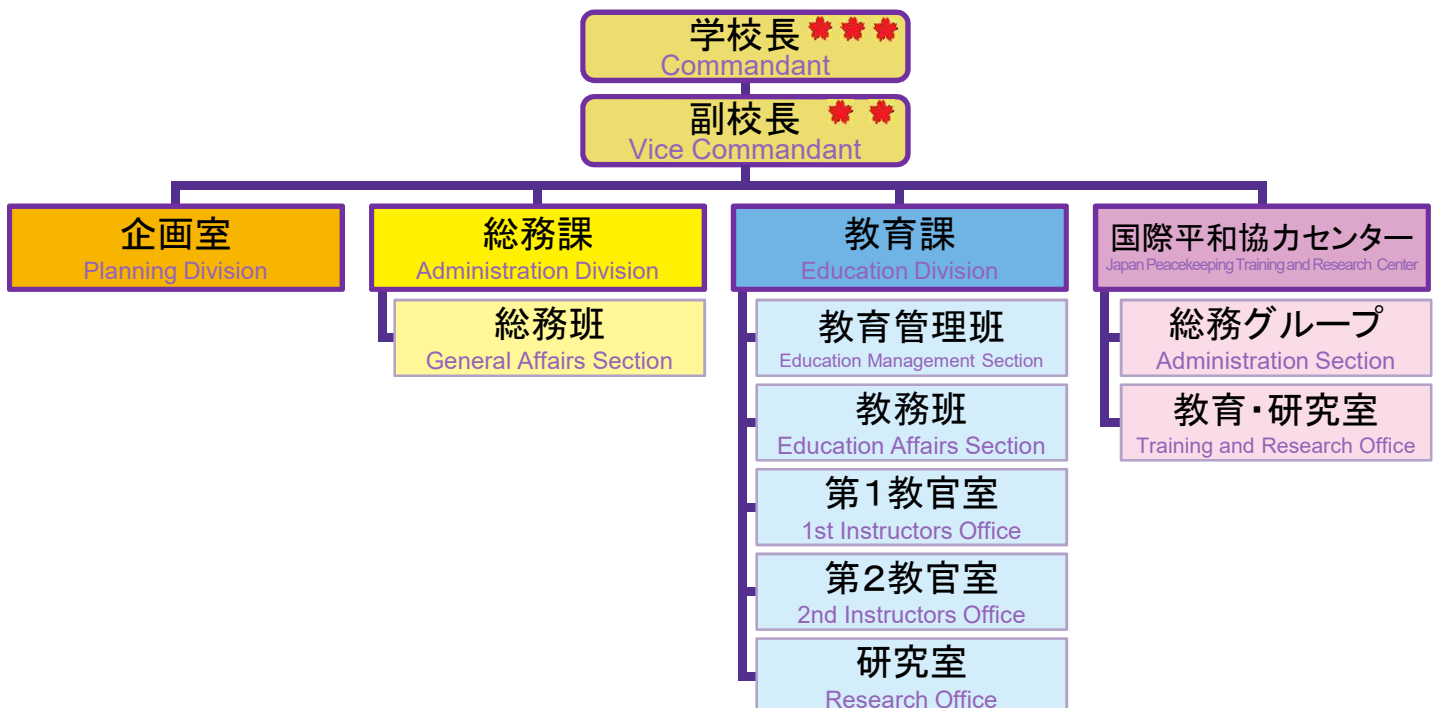 学校長
Commandant
副校長
Vice Commandant
企画室
Planning Division
総務課
Administration Division
総務班
General Affairs Section
教育課
Education Division
教育管理班
Education Management Section
教務班
Education Affairs Section
第1教官室
1st Instructors Office
第2教官室
2nd Instructors Office
研究室
Research Office
国際平和協力センター
Japan Peacekeeping Training and Research Center
総務グループ
Administration Section
教育・研究室
Training and Research Office